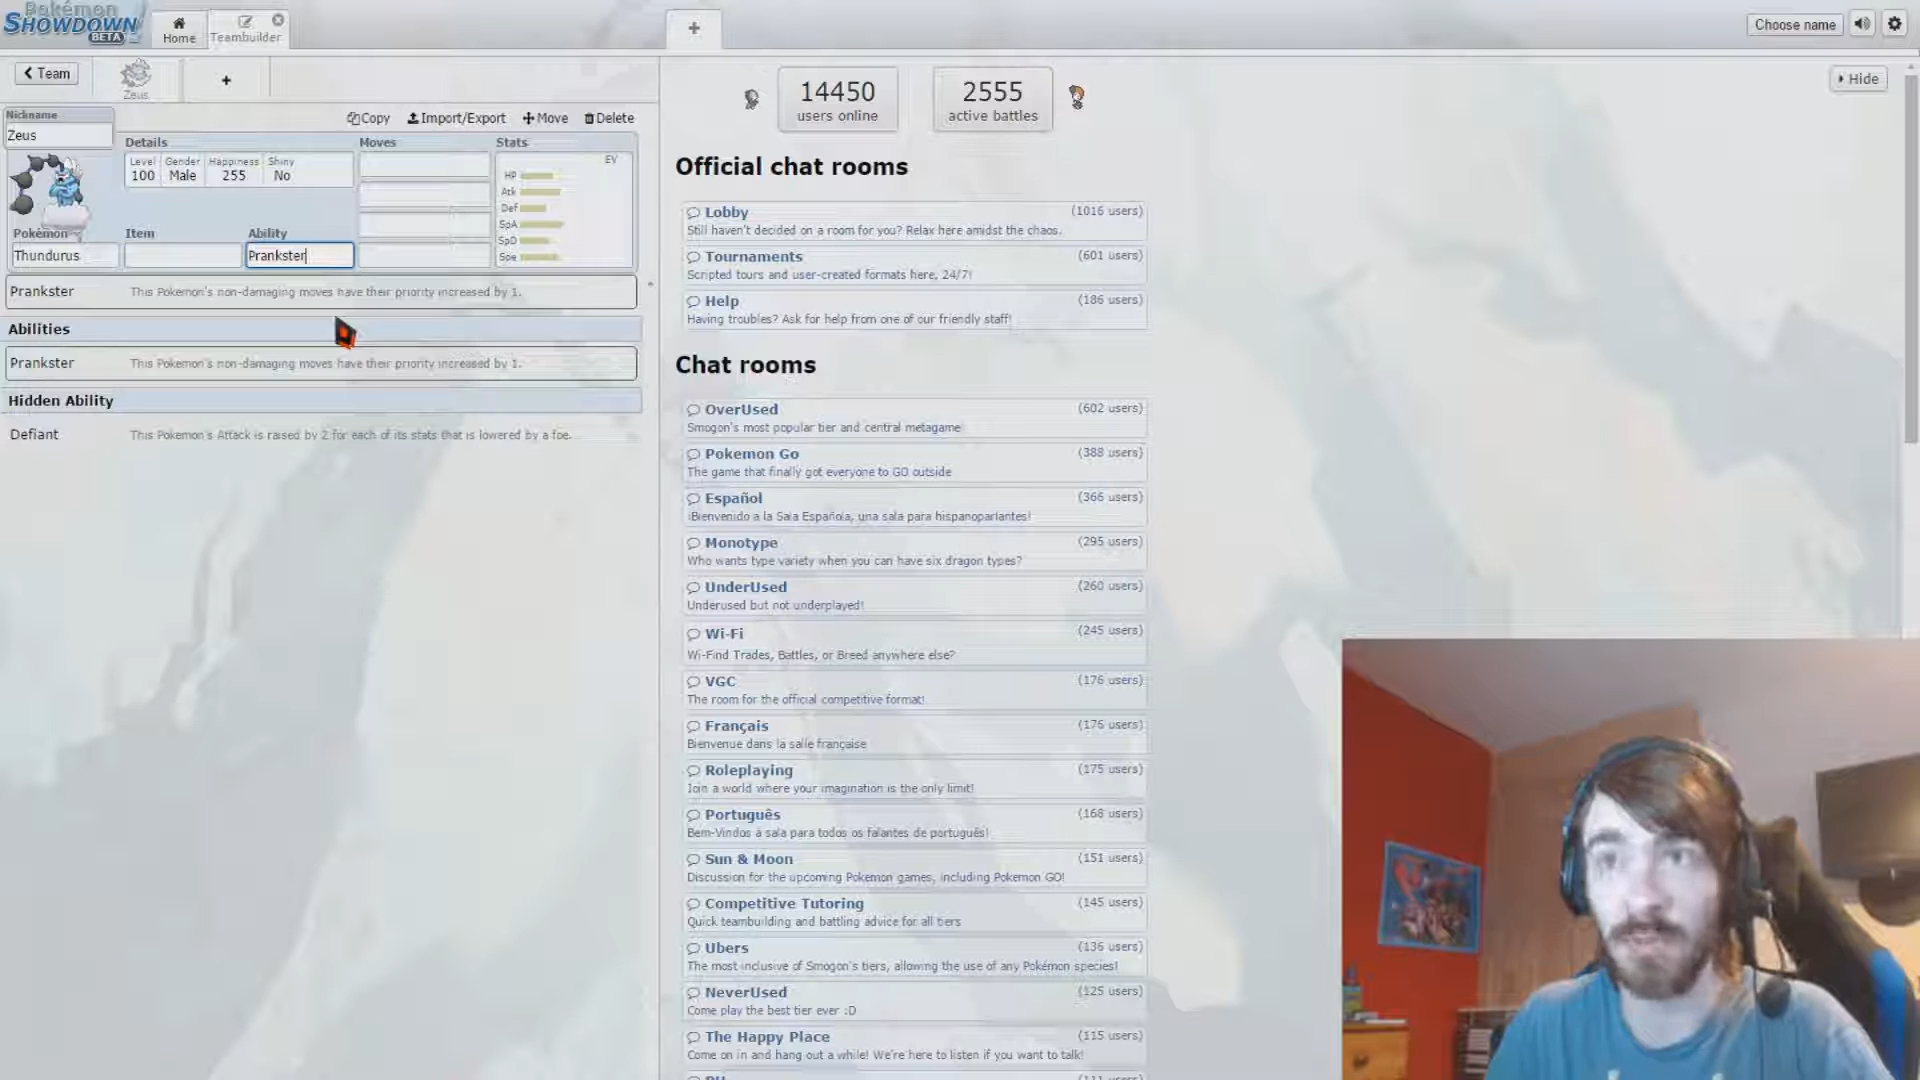 Pokémon
SHOWDOWN
BETA
Home
Teambuilder
+
Choose name
Team
Zeus
+
Nickname
Zeus
Copy
Import/Export
Move
Delete
Details
Moves
Stats
Level
Gender
Happiness
Shiny
100
Male
255
No
EV
HP
Atk
Def
SpA
SpD
Spe
Pokémon
Item
Ability
Thundurus
Prankster
Prankster This Pokemon's non-damaging moves have their priority increased by 1.
Abilities
Prankster This Pokemon's non-damaging moves have their priority increased by 1.
Hidden Ability
Defiant This Pokemon's Attack is raised by 2 for each of its stats that is lowered by a foe.
14450
users online
2555
active battles
Hide
Official chat rooms
Lobby (1016 users)
Still haven't decided on a room for you? Relax here amidst the chaos.
Tournaments (601 users)
Scripted tours and user-created formats here, 24/7!
Help (186 users)
Having troubles? Ask for help from one of our friendly staff!
Chat rooms
OverUsed (602 users)
Smogon's most popular tier and central metagame
Pokemon Go (388 users)
The game that finally got everyone to GO outside
Español (366 users)
¡Bienvenido a la Sala Española, una sala para hispanoparlantes!
Monotype (295 users)
Who wants type variety when you can have six dragon types?
UnderUsed (260 users)
Underused but not underplayed!
Wi-Fi (245 users)
Wi-Find Trades, Battles, or Breed anywhere else?
VGC (176 users)
The room for the official competitive format!
Français (176 users)
Bienvenue dans la salle française
Roleplaying (175 users)
Join a world where your imagination is the only limit!
Português (168 users)
Bem-Vindos à sala para todos os falantes de português!
Sun & Moon (151 users)
Discussion for the upcoming Pokemon games, including Pokemon GO!
Competitive Tutoring (145 users)
Quick teambuilding and battling advice for all tiers
Ubers (136 users)
The most inclusive of Smogon's tiers, allowing the use of any Pokémon species!
NeverUsed (125 users)
Come play the best tier ever :D
The Happy Place (115 users)
Come on in and hang out a while! We're here to listen if you want to talk!